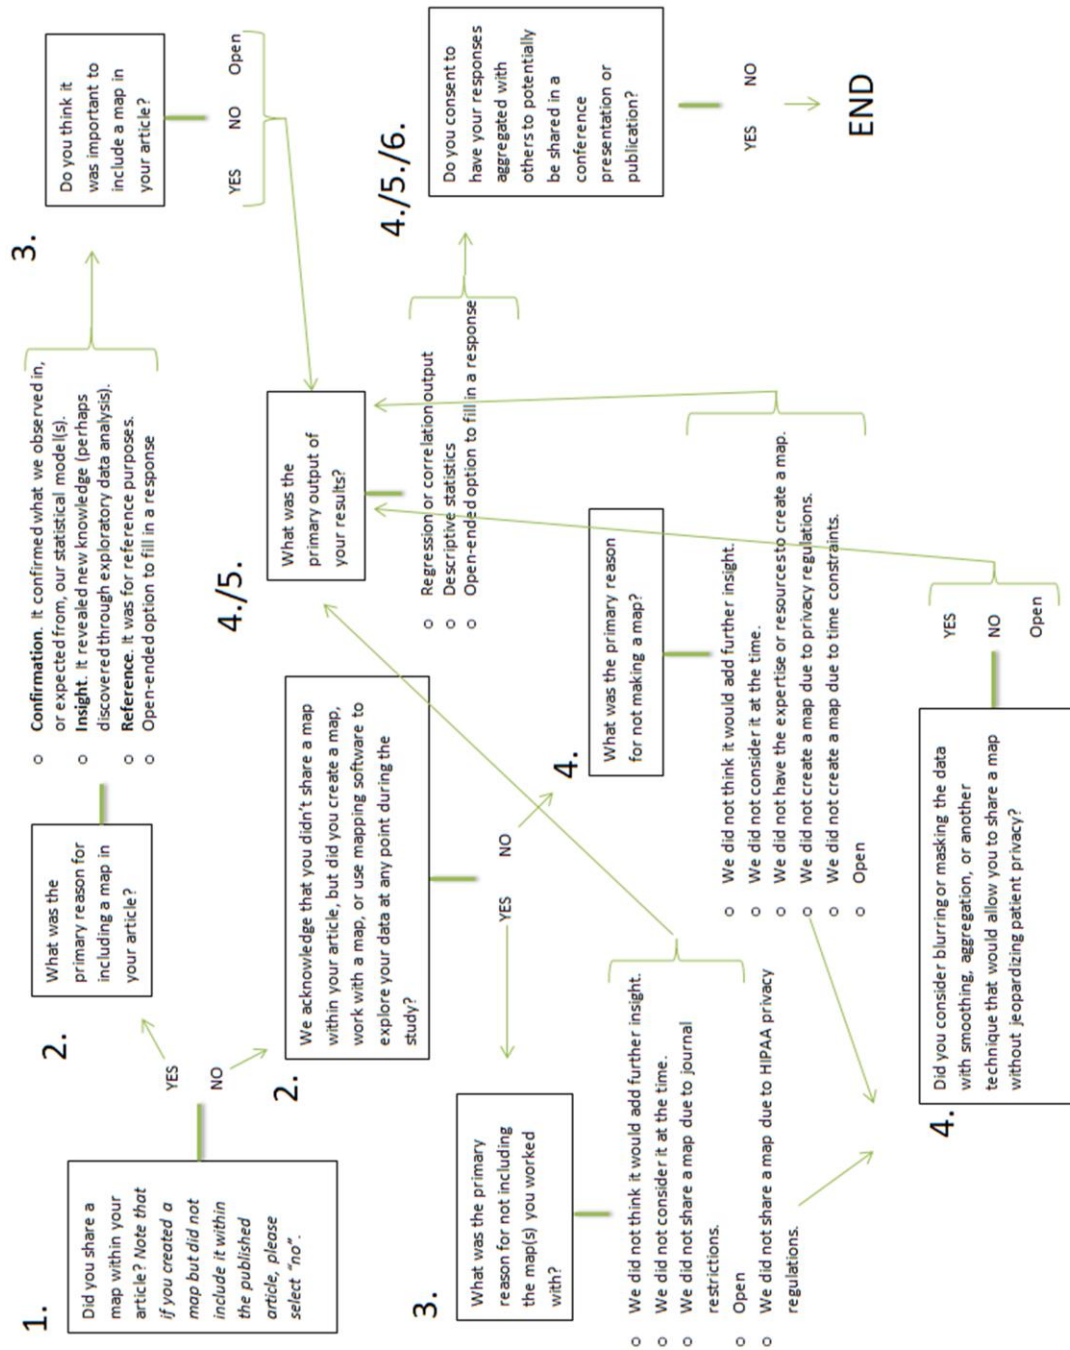 1.
Did you share a
map within your
article? Note that
if you created a
map but did not
include it within
the published
article, please
select “no”.
YES
NO
2.
What was the
primary reason for
including a map in
your article?
o Confirmation. It confirmed what we observed in,
or expected from, our statistical model(s).
o Insight. It revealed new knowledge (perhaps
discovered through exploratory data analysis).
o Reference. It was for reference purposes.
o Open-ended option to fill in a response
3.
Do you think it
was important to
include a map in
your article?
YES NO Open
2.
We acknowledge that you didn’t share a map
within your article, but did you create a map,
work with a map, or use mapping software to
explore your data at any point during the
study?
YES NO
4./5.
What was the
primary output of
your results?
o Regression or correlation output
o Descriptive statistics
o Open-ended option to fill in a response
4./5./6.
Do you consent to
have your responses
aggregated with
others to potentially
be shared in a
conference
presentation or
publication?
YES NO
END
3.
What was the primary
reason for not including
the map(s) you worked
with?
o We did not think it would add further insight.
o We did not consider it at the time.
o We did not share a map due to journal
restrictions.
o Open
o We did not share a map due to HIPAA privacy
regulations.
4.
What was the primary reason
for not making a map?
o We did not think it would add further insight.
o We did not consider it at the time.
o We did not have the expertise or resources to create a map.
o We did not create a map due to privacy regulations.
o We did not create a map due to time constraints.
o Open
4.
Did you consider blurring or masking the data
with smoothing, aggregation, or another
technique that would allow you to share a map
without jeopardizing patient privacy?
YES
NO
Open